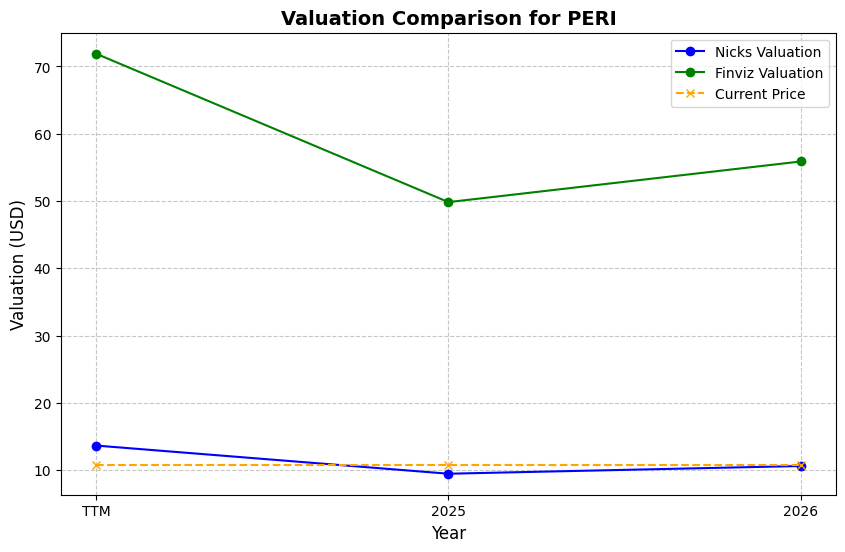 Valuation Comparison for PERI
Nicks Valuation
Finviz Valuation
Current Price
Valuation (USD)
70
60
50
40
30
20
10
TTM
2025
2026
Year